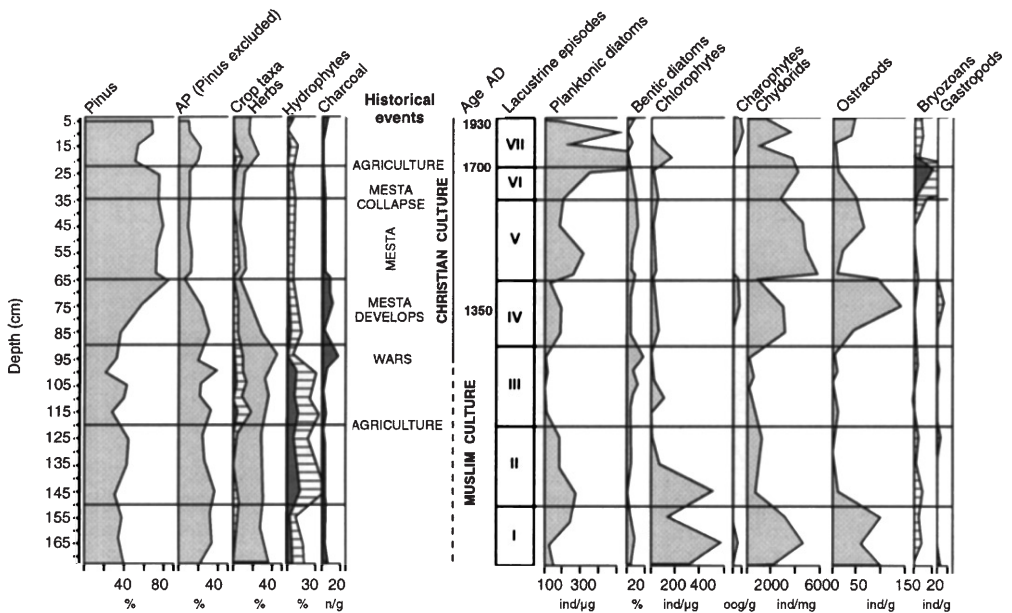 Pinus
AP (Pinus excluded)
Crop taxa
Herbs
Hydrophytes
Charcoal
Historical
events
Age AD
Lacustrine episodes
Planktonic diatoms
Bentic diatoms
Chlorophytes
Charophytes
Chydorids
Ostracods
Bryozoans
Gastropods
Depth (cm)
5
15
25
35
45
55
65
75
85
95
105
115
125
135
145
155
165
AGRICULTURE
MESTA
COLLAPSE
MESTA
MESTA
DEVELOPS
WARS
AGRICULTURE
CHRISTIAN CULTURE
MUSLIM CULTURE
1930
1700
1350
VII
VI
V
IV
III
II
I
40 80 40 40 30 20
% % % % n/g
100 300 20 200 400 2000 6000 50 150 20
ind/µg % ind/µg oog/g ind/mg ind/g ind/g